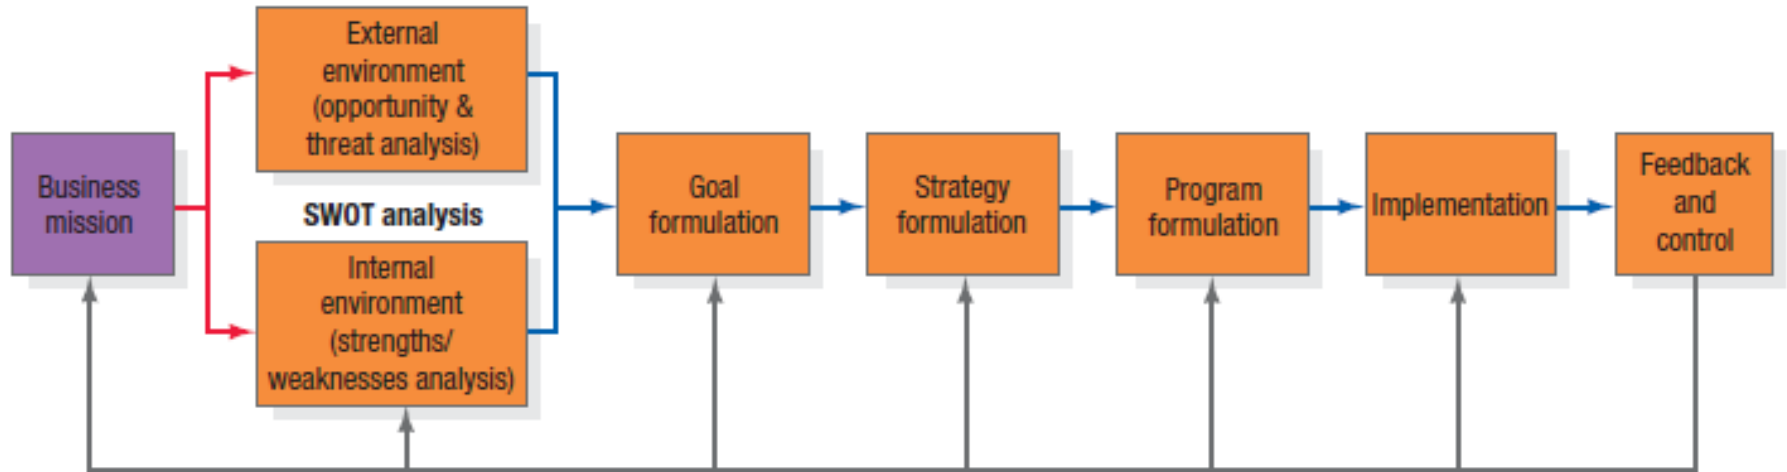 Business
mission
External
environment
(opportunity &
threat analysis)
SWOT analysis
Internal
environment
(strengths/
weaknesses analysis)
Goal
formulation
Strategy
formulation
Program
formulation
Implementation
Feedback
and
control